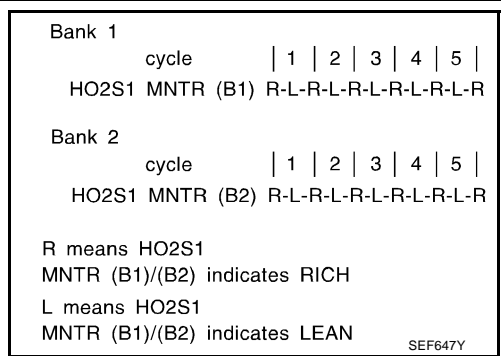 Bank 1
cycle | 1 | 2 | 3 | 4 | 5 |
HO2S1 MNTR (B1) R-L-R-L-R-L-R-L-R-L-R
Bank 2
cycle | 1 | 2 | 3 | 4 | 5 |
HO2S1 MNTR (B2) R-L-R-L-R-L-R-L-R-L-R
R means HO2S1
MNTR (B1)/(B2) indicates RICH
L means HO2S1
MNTR (B1)/(B2) indicates LEAN
SEF647Y